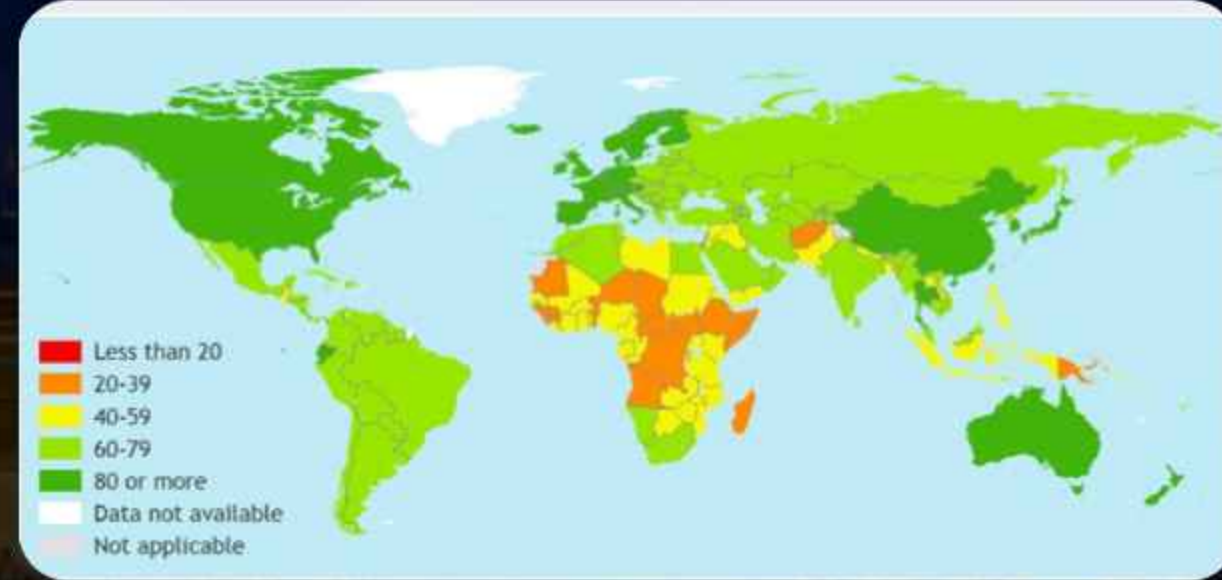 Less than 20
20-39
40-59
60-79
80 or more
Data not available
Not applicable